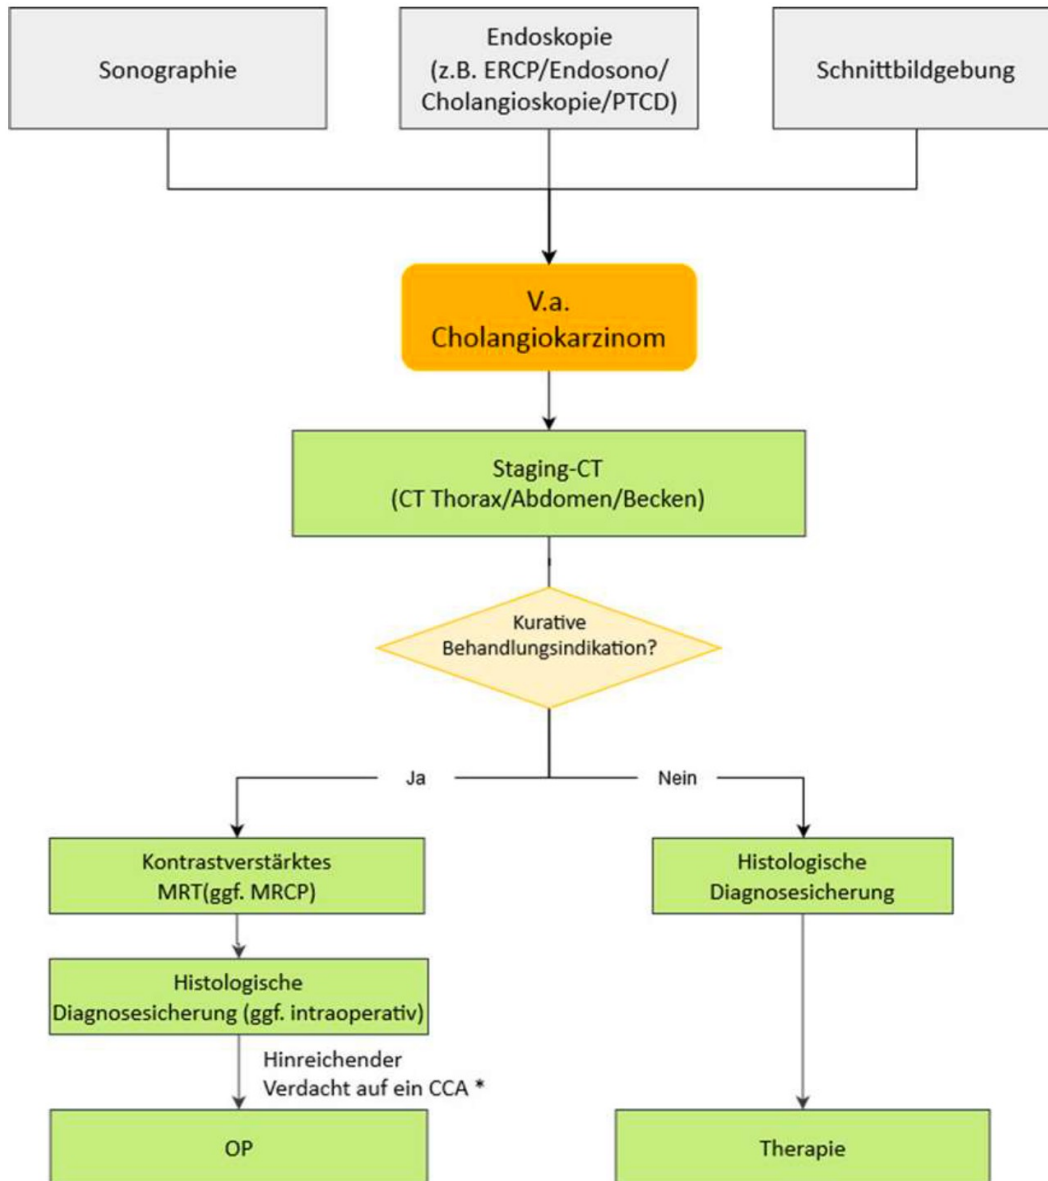 Sonographie
Endoskopie
(z.B. ERCP/Endosono/
Cholangioskopie/PTCD)
Schnittbildgebung
V.a.
Cholangiokarzinom
Staging-CT
(CT Thorax/Abdomen/Becken)
Kurative
Behandlungsindikation?
Ja
Nein
Kontrastverstärktes
MRT(ggf. MRCP)
Histologische
Diagnosesicherung
Histologische
Diagnosesicherung (ggf. intraoperativ)
Hinreichender
Verdacht auf ein CCA *
OP
Therapie